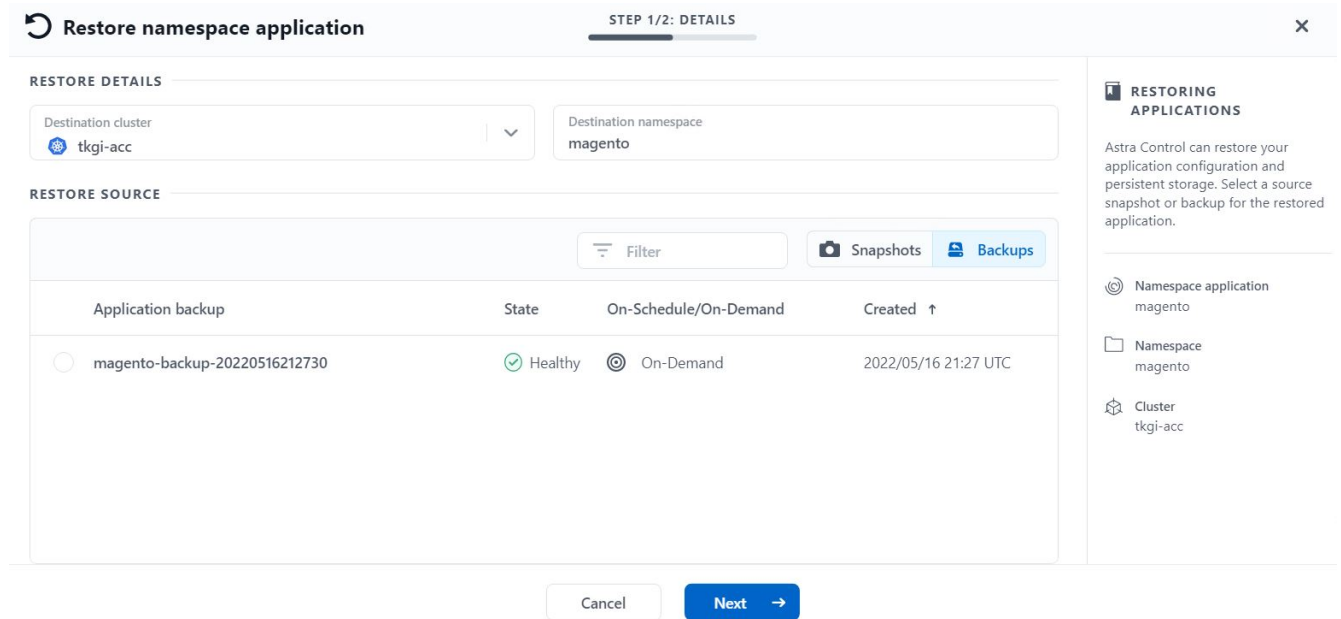 Restore namespace application
STEP 1/2: DETAILS
RESTORE DETAILS
Destination cluster
tkgi-acc
Destination namespace
magento
RESTORE SOURCE
Filter
Snapshots
Backups
Application backup State On-Schedule/On-Demand Created ↑
magento-backup-20220516212730 Healthy On-Demand 2022/05/16 21:27 UTC
Cancel
Next →
RESTORING
APPLICATIONS
Astra Control can restore your
application configuration and
persistent storage. Select a source
snapshot or backup for the restored
application.
Namespace application
magento
Namespace
magento
Cluster
tkgi-acc